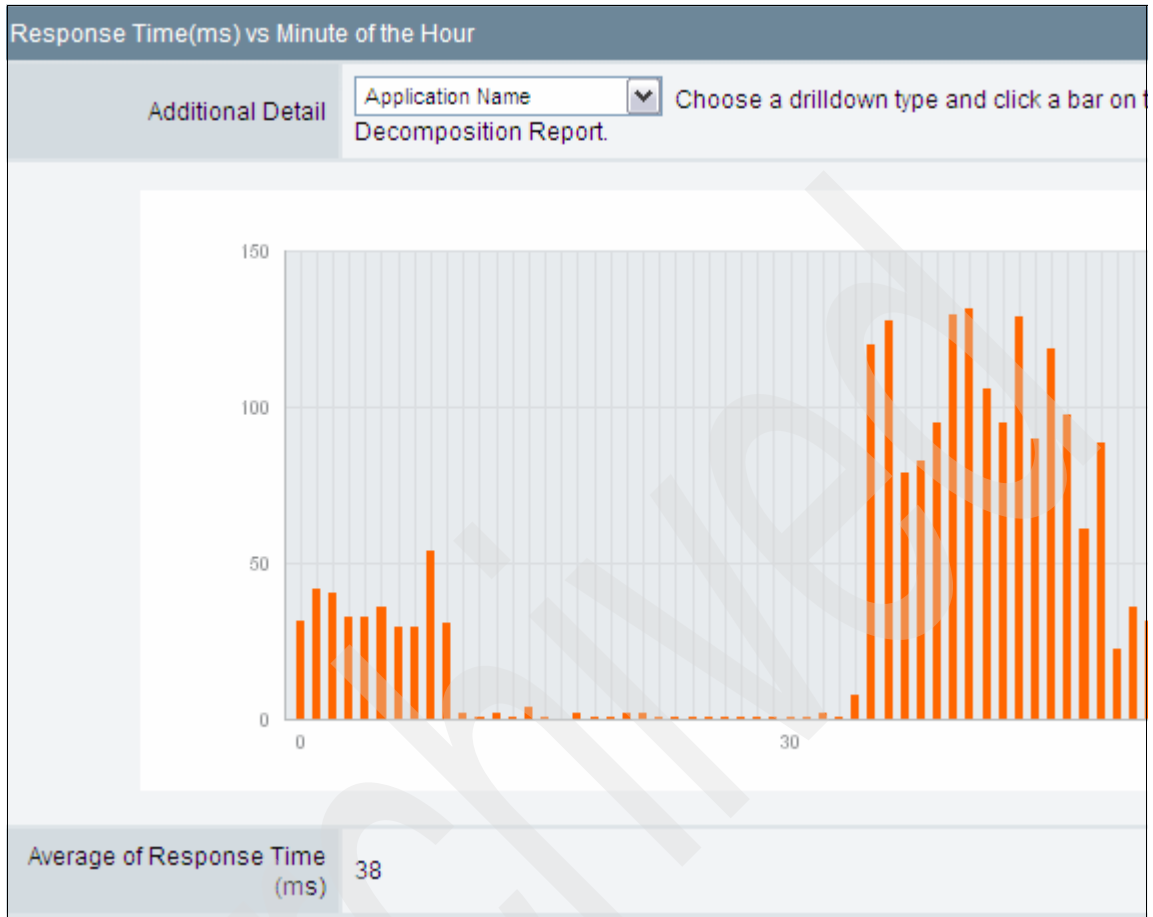 Response Time(ms) vs Minute of the Hour
Additional Detail
Application Name
Choose a drilldown type and click a bar on
Decomposition Report.
150
100
50
0
0
30
Average of Response Time
(ms)
38